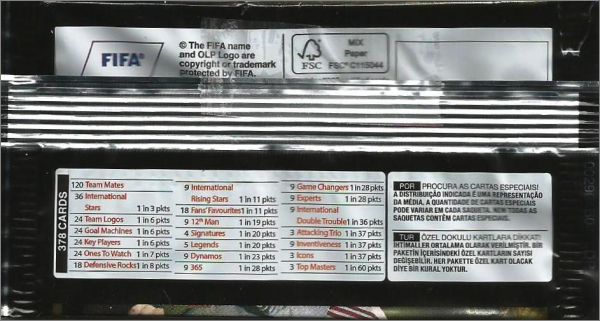 FIFA®
© The FIFA name
and OLP Logo are
copyright or trademark
protected by FIFA.
FSC
MIX
Paper
FSC® C115044
378 CARDS
120 Team Mates
36 International
Stars 1 in 3 pkts
24 Team Logos 1 in 6 pkts
24 Goal Machines 1 in 6 pkts
24 Key Players 1 in 6 pkts
24 Ones To Watch 1 in 7 pkts
18 Defensive Rocks 1 in 8 pkts
9 International
Rising Stars 1 in 11 pkts
18 Fans' Favourites 1 in 11 pkts
9 12th Man 1 in 19 pkts
4 Signatures 1 in 20 pkts
5 Legends 1 in 20 pkts
9 Dynamos 1 in 23 pkts
9 365 1 in 28 pkts
9 Game Changers 1 in 28 pkts
9 Experts 1 in 28 pkts
9 International
Double Trouble 1 in 36 pkts
3 Attacking Trio 1 in 37 pkts
9 Inventiveness 1 in 37 pkts
3 Icons 1 in 37 pkts
3 Top Masters 1 in 60 pkts
POR PROCURA AS CARTAS ESPECIAIS!
A DISTRIBUIÇÃO INDICADA É UMA REPRESENTAÇÃO
DA MÉDIA, A QUANTIDADE DE CARTAS ESPECIAIS
PODE VARIAR EM CADA SAQUETA. NEM TODAS AS
SAQUETAS CONTÊM CARTAS ESPECIAIS.
TUR ÖZEL DOKULU KARTLARA DİKKAT!
İHTİMALLER ORTALAMA OLARAK VERİLMİŞTİR. BİR
PAKETİN İÇERİSİNDEKİ ÖZEL KARTLARIN SAYISI
DEĞİŞEBİLİR. HER PAKETTE ÖZEL KART OLACAK
DİYE BİR KURAL YOKTUR.